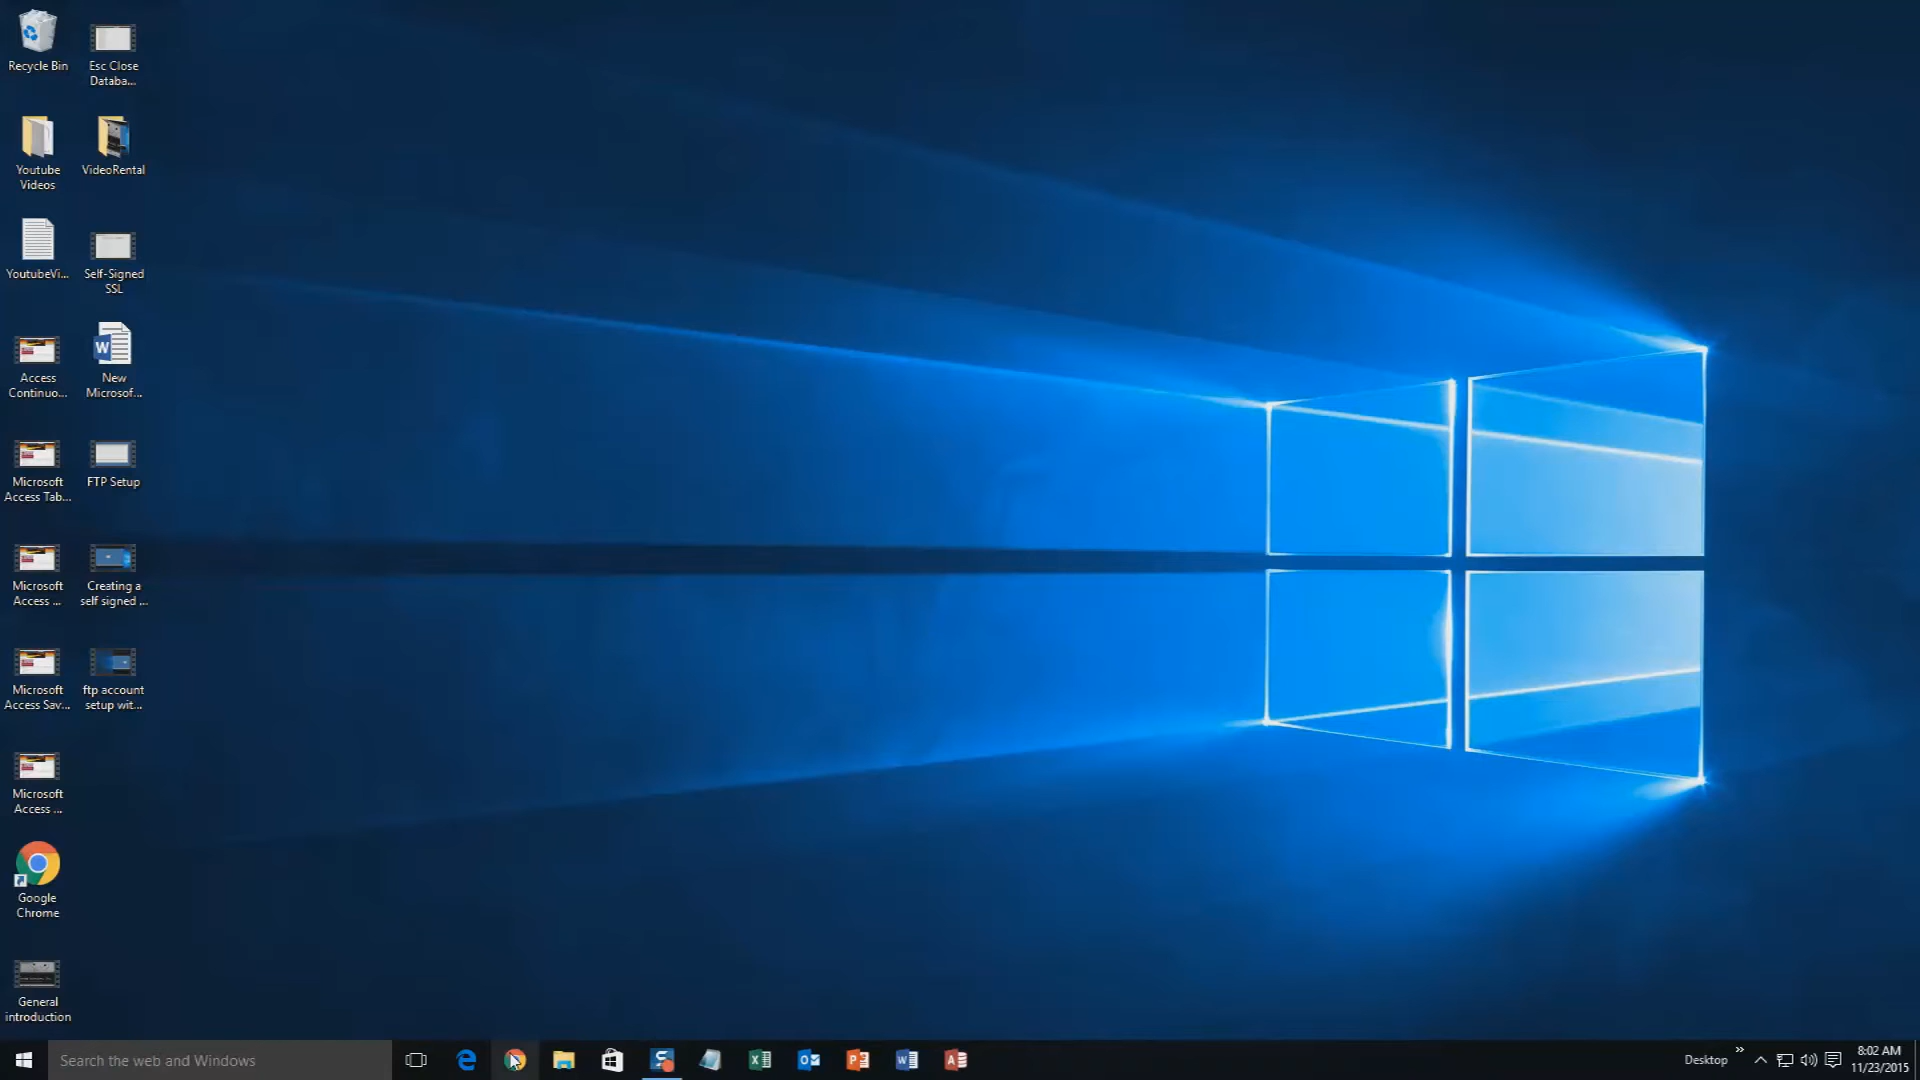 Recycle Bin
Esc Close
Databa...
Youtube
Videos
VideoRental
YoutubeVi...
Self-Signed
SSL
Access
Continuo...
New
Microsof...
Microsoft
Access Tab...
FTP Setup
Microsoft
Access ...
Creating a
self signed ...
Microsoft
Access Sav...
ftp account
setup wit...
Microsoft
Access ...
Google
Chrome
General
introduction
Search the web and Windows
Desktop
8:02 AM
11/23/2015